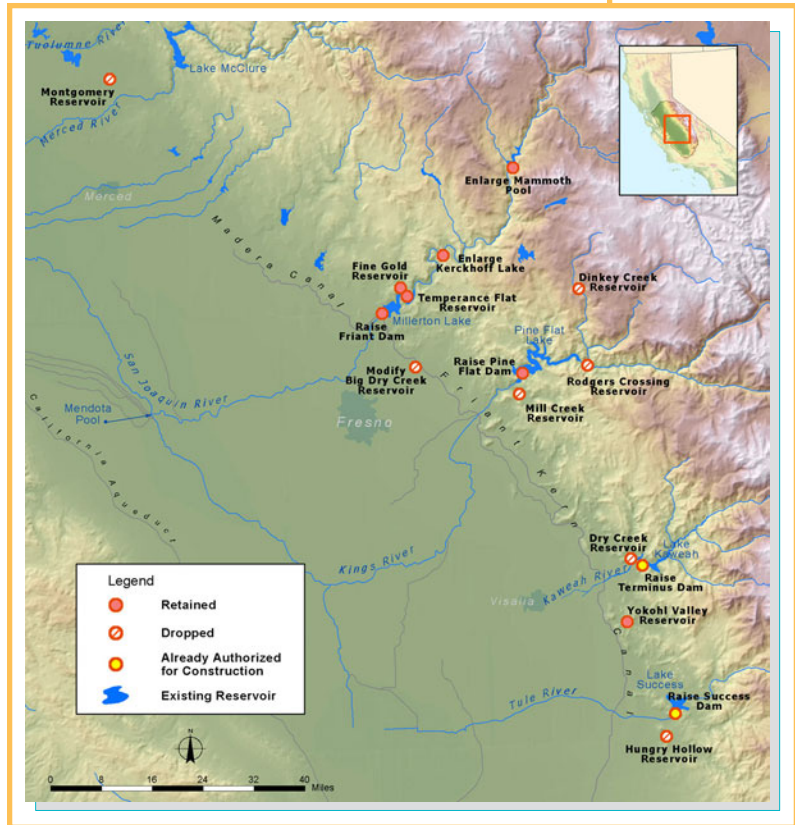 Tuolumne River
Lake McClure
Montgomery
Reservoir
Merced River
Merced
Enlarge Mammoth
Pool
Madera Canal
Enlarge
Kerckhoff Lake
Fine Gold
Reservoir
Dinkey Creek
Reservoir
Temperance Flat
Reservoir
Millerton Lake
Raise
Friant Dam
Pine Flat
Lake
San Joaquin River
Modify
Big Dry Creek
Reservoir
Raise Pine
Flat Dam
Rodgers Crossing
Reservoir
Mill Creek
Reservoir
Mendota
Pool
Fresno
Friant Kern Canal
California Aqueduct
Kings River
Dry Creek
Reservoir
Lake
Kaweah
Kaweah River
Raise
Terminus Dam
Visalia
Yokohl Valley
Reservoir
Lake
Success
Raise Success
Dam
Tule River
Hungry Hollow
Reservoir
Legend
Retained
Dropped
Already Authorized
for Construction
Existing Reservoir
N
0 8 16 24 32 40
Miles